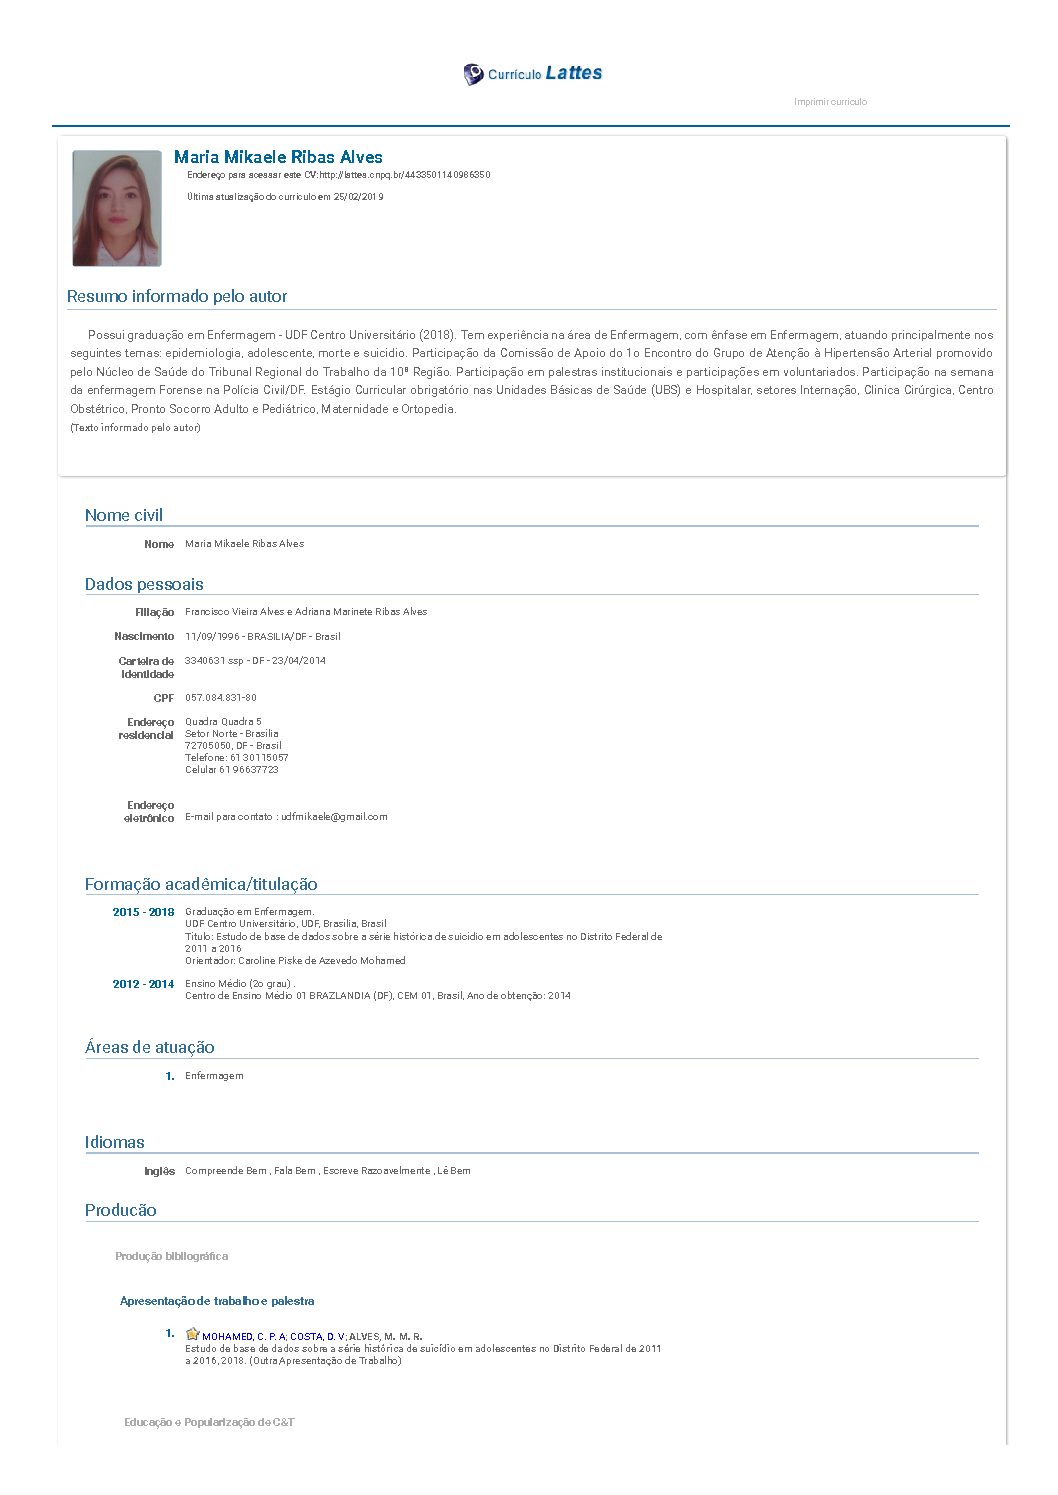 Currículo Lattes
Imprimir currículo
Maria Mikaele Ribas Alves
Endereço para acessar este CV:http://lattes.cnpq.br/4433501140986350
Última atualização do currículo em 25/02/2019
Resumo informado pelo autor
Possui graduação em Enfermagem - UDF Centro Universitário (2018). Tem experiência na área de Enfermagem, com ênfase em Enfermagem, atuando principalmente nos
seguintes temas: epidemiologia, adolescente, morte e suicidio. Participação da Comissão de Apoio do 1o Encontro do Grupo de Atenção à Hipertensão Arterial promovido
pelo Núcleo de Saúde do Tribunal Regional do Trabalho da 10ª Região. Participação em palestras institucionais e participações em voluntariados. Participação na semana
da enfermagem Forense na Polícia Civil/DF. Estágio Curricular obrigatório nas Unidades Básicas de Saúde (UBS) e Hospitalar, setores Internação, Clinica Cirúrgica, Centro
Obstétrico, Pronto Socorro Adulto e Pediátrico, Maternidade e Ortopedia.
(Texto informado pelo autor)
Nome civil
Nome Maria Mikaele Ribas Alves
Dados pessoais
Filiação Francisco Vieira Alves e Adriana Marinete Ribas Alves
Nascimento 11/09/1996 - BRASILIA/DF - Brasil
Carteira de 3340631 ssp - DF - 23/04/2014
Identidade
CPF 057.084.831-80
Endereço Quadra Quadra 5
residencial Setor Norte - Brasilia
72705050, DF - Brasil
Telefone: 61 30115057
Celular 61 96637723
Endereço
eletrônico E-mail para contato : udfmikaele@gmail.com
Formação acadêmica/titulação
2015 - 2018 Graduação em Enfermagem.
UDF Centro Universitário, UDF, Brasilia, Brasil
Titulo: Estudo de base de dados sobre a série histórica de suicidio em adolescentes no Distrito Federal de
2011 a 2016
Orientador: Caroline Piske de Azevedo Mohamed
2012 - 2014 Ensino Médio (2o grau) .
Centro de Ensino Médio 01 BRAZLANDIA (DF), CEM 01, Brasil, Ano de obtenção: 2014
Áreas de atuação
1. Enfermagem
Idiomas
Inglês Compreende Bem , Fala Bem , Escreve Razoavelmente , Lê Bem
Producão
Produção bibliográfica
Apresentação de trabalho e palestra
1. MOHAMED, C. P. A; COSTA, D. V; ALVES, M. M. R.
Estudo de base de dados sobre a série histórica de suicídio em adolescentes no Distrito Federal de 2011
a 2016, 2018. (Outra,Apresentação de Trabalho)
Educação e Popularização de C&T